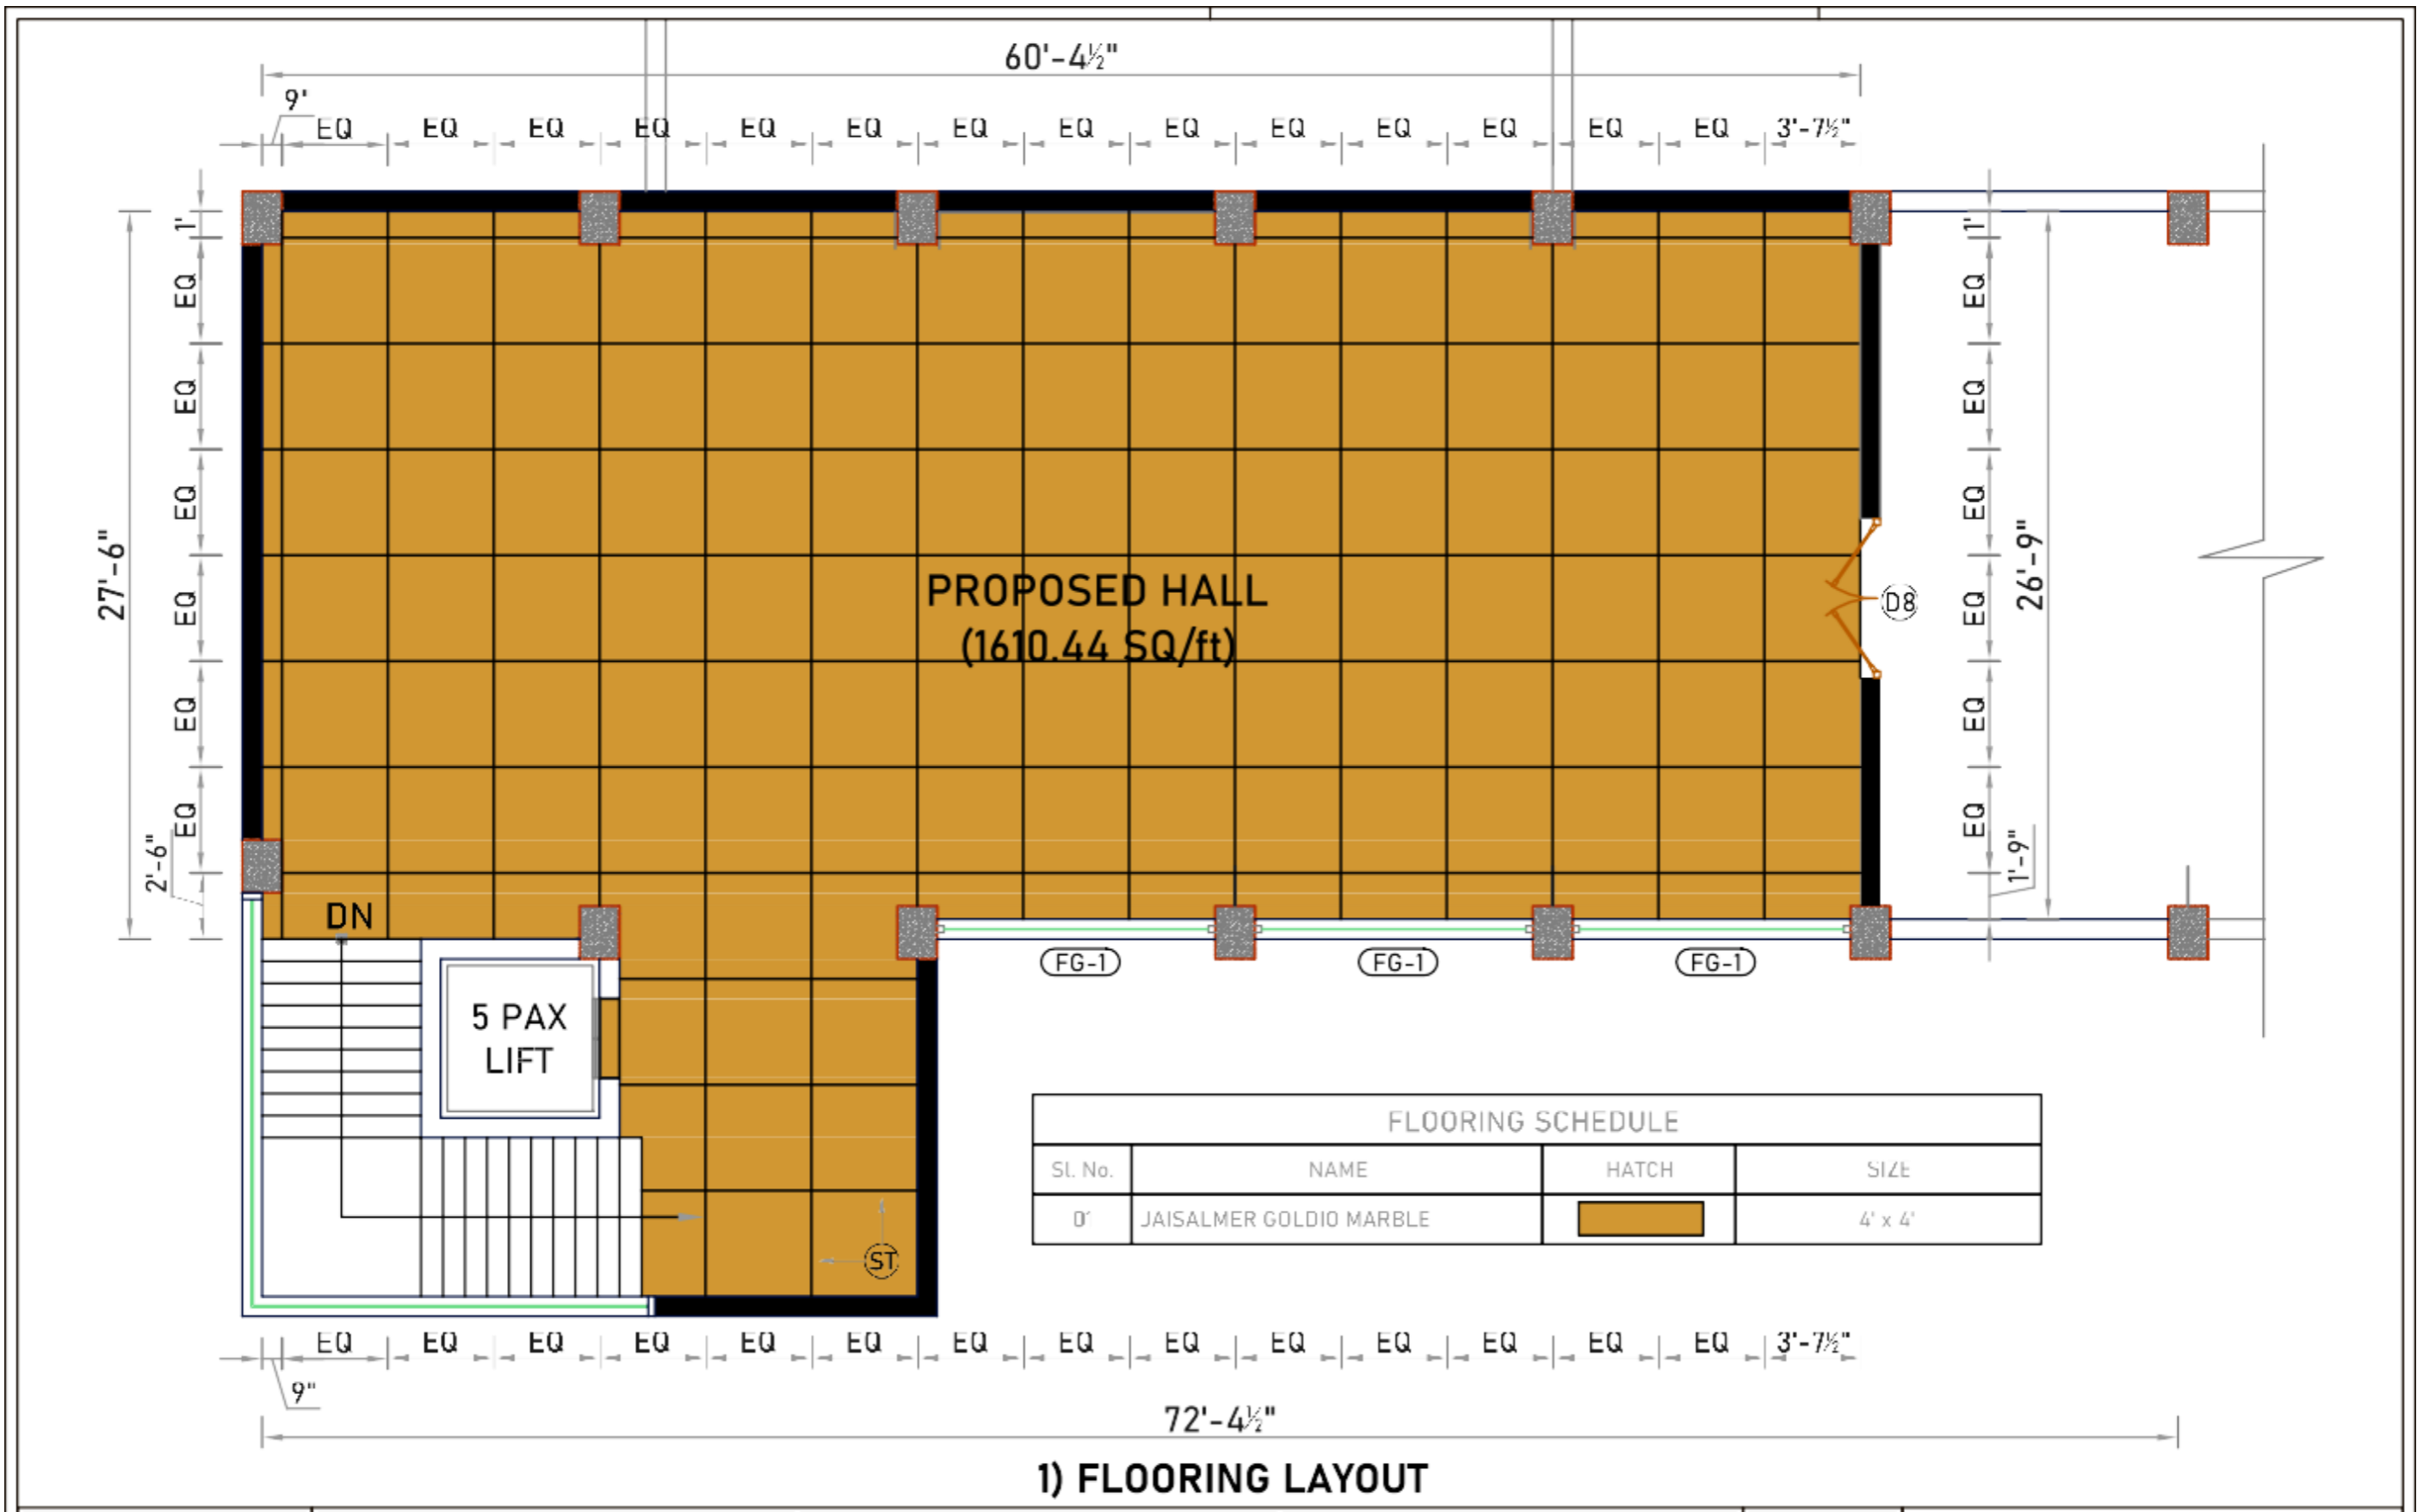 60'-4½"
9'
EQ EQ EQ EQ EQ EQ EQ EQ EQ EQ EQ EQ EQ EQ 3'-7½"
1'
EQ
EQ
EQ
EQ
EQ
EQ
2'-6"
27'-6"
1'
EQ
EQ
EQ
EQ
EQ
EQ
1'-9"
26'-9"
PROPOSED HALL
(1610.44 SQ/ft)
D8
DN
FG-1 FG-1 FG-1
5 PAX
LIFT
ST
FLOORING SCHEDULE
SL. No. NAME HATCH SIZE
JAISALMER GOLDIO MARBLE 4' x 4'
EQ EQ EQ EQ EQ EQ EQ EQ EQ EQ EQ EQ EQ EQ 3'-7½"
9"
72'-4½"
1) FLOORING LAYOUT